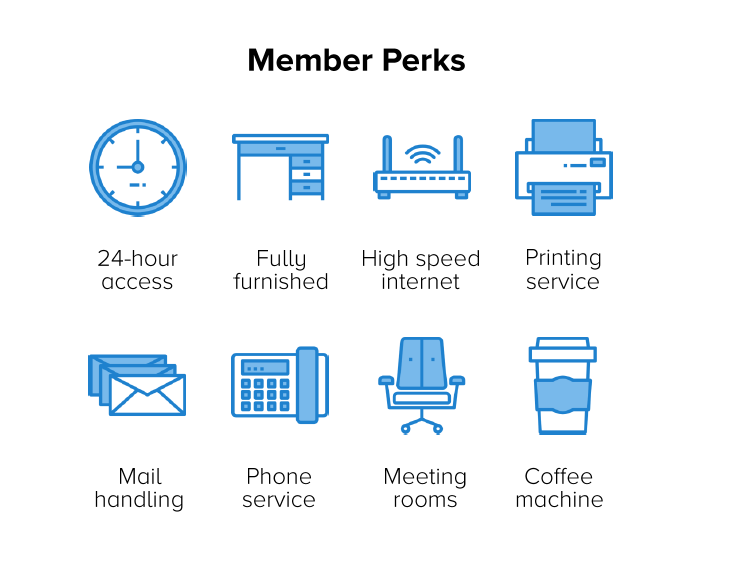 Member Perks
24-hour
access
Fully
furnished
High speed
internet
Printing
service
Mail
handling
Phone
service
Meeting
rooms
Coffee
machine